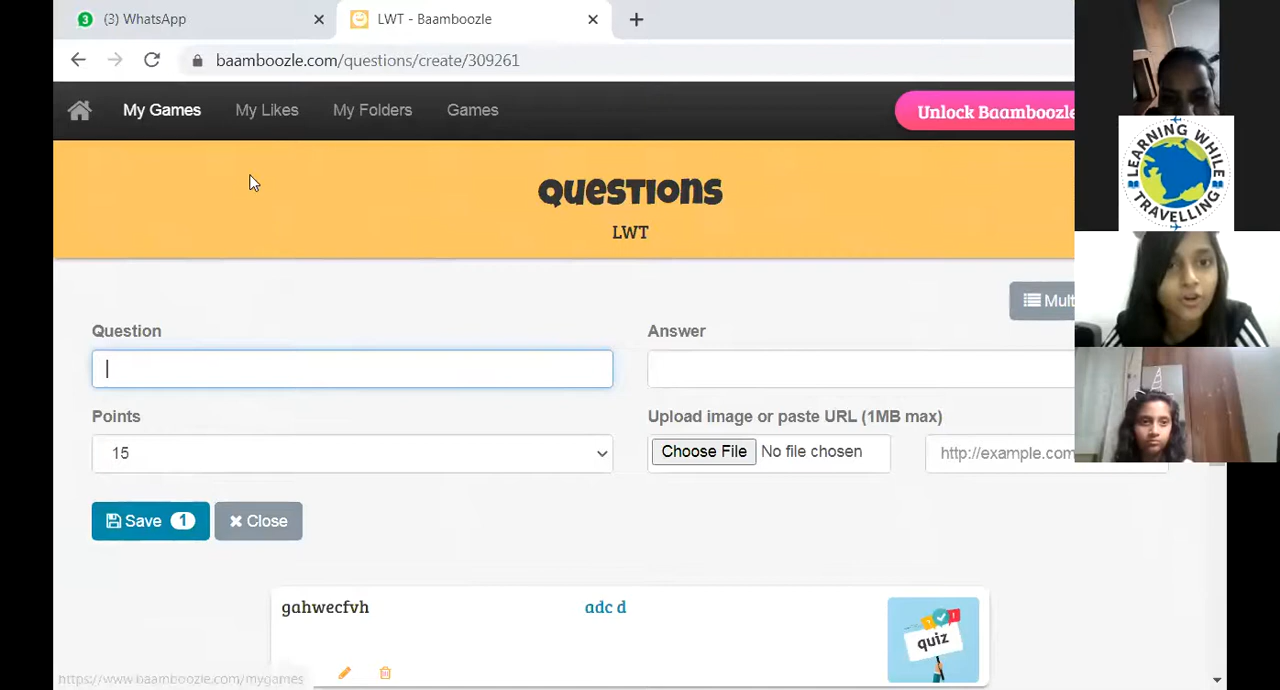 3 (3) WhatsApp
LWT - Baamboozle
baamboozle.com/questions/create/309261
My Games My Likes My Folders Games
Unlock Baamboozle
LEARNING WHILE
TRAVELLING
Questions
LWT
Mult
Question
Answer
Points
Upload image or paste URL (1MB max)
15
Choose File No file chosen
http://example.com
Save 1
Close
gahwecfvh
adc d
quiz
https://www.baamboozle.com/mygames